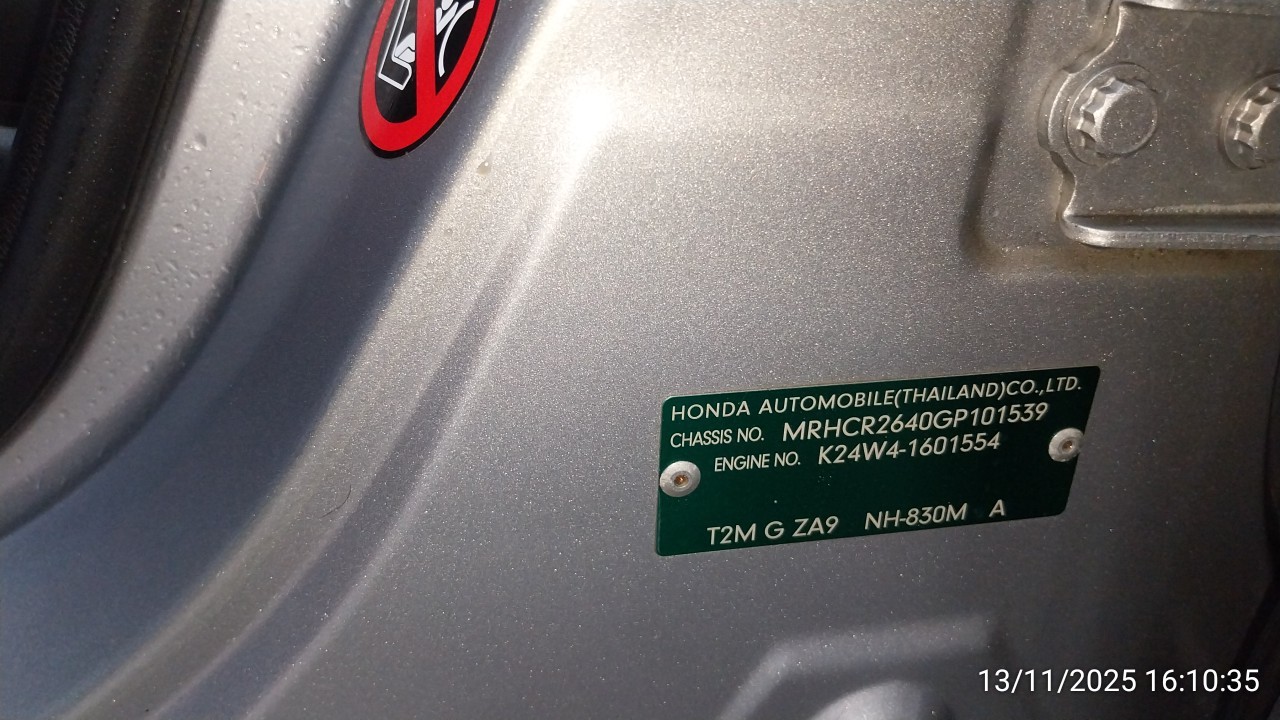 HONDA AUTOMOBILE(THAILAND)CO.,LTD.
CHASSIS NO. MRHCR2640GP101539
ENGINE NO. K24W4-1601554
T2M G ZA9 NH-830M A
13/11/2025 16:10:35